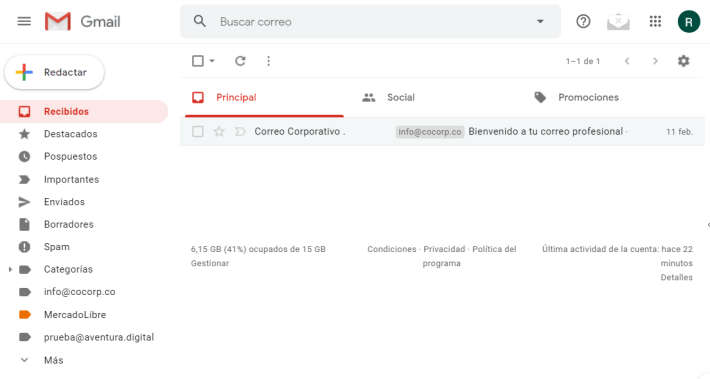 Gmail
Buscar correo
R
Redactar
1–1 de 1
Recibidos
Destacados
Pospuestos
Importantes
Enviados
Borradores
Spam
Categorías
info@cocorp.co
MercadoLibre
prueba@aventura.digital
Más
Principal
Social
Promociones
Correo Corporativo .
info@cocorp.co Bienvenido a tu correo profesional -
11 feb.
6,15 GB (41%) ocupados de 15 GB
Gestionar
Condiciones · Privacidad · Política del
programa
Última actividad de la cuenta: hace 22
minutos
Detalles